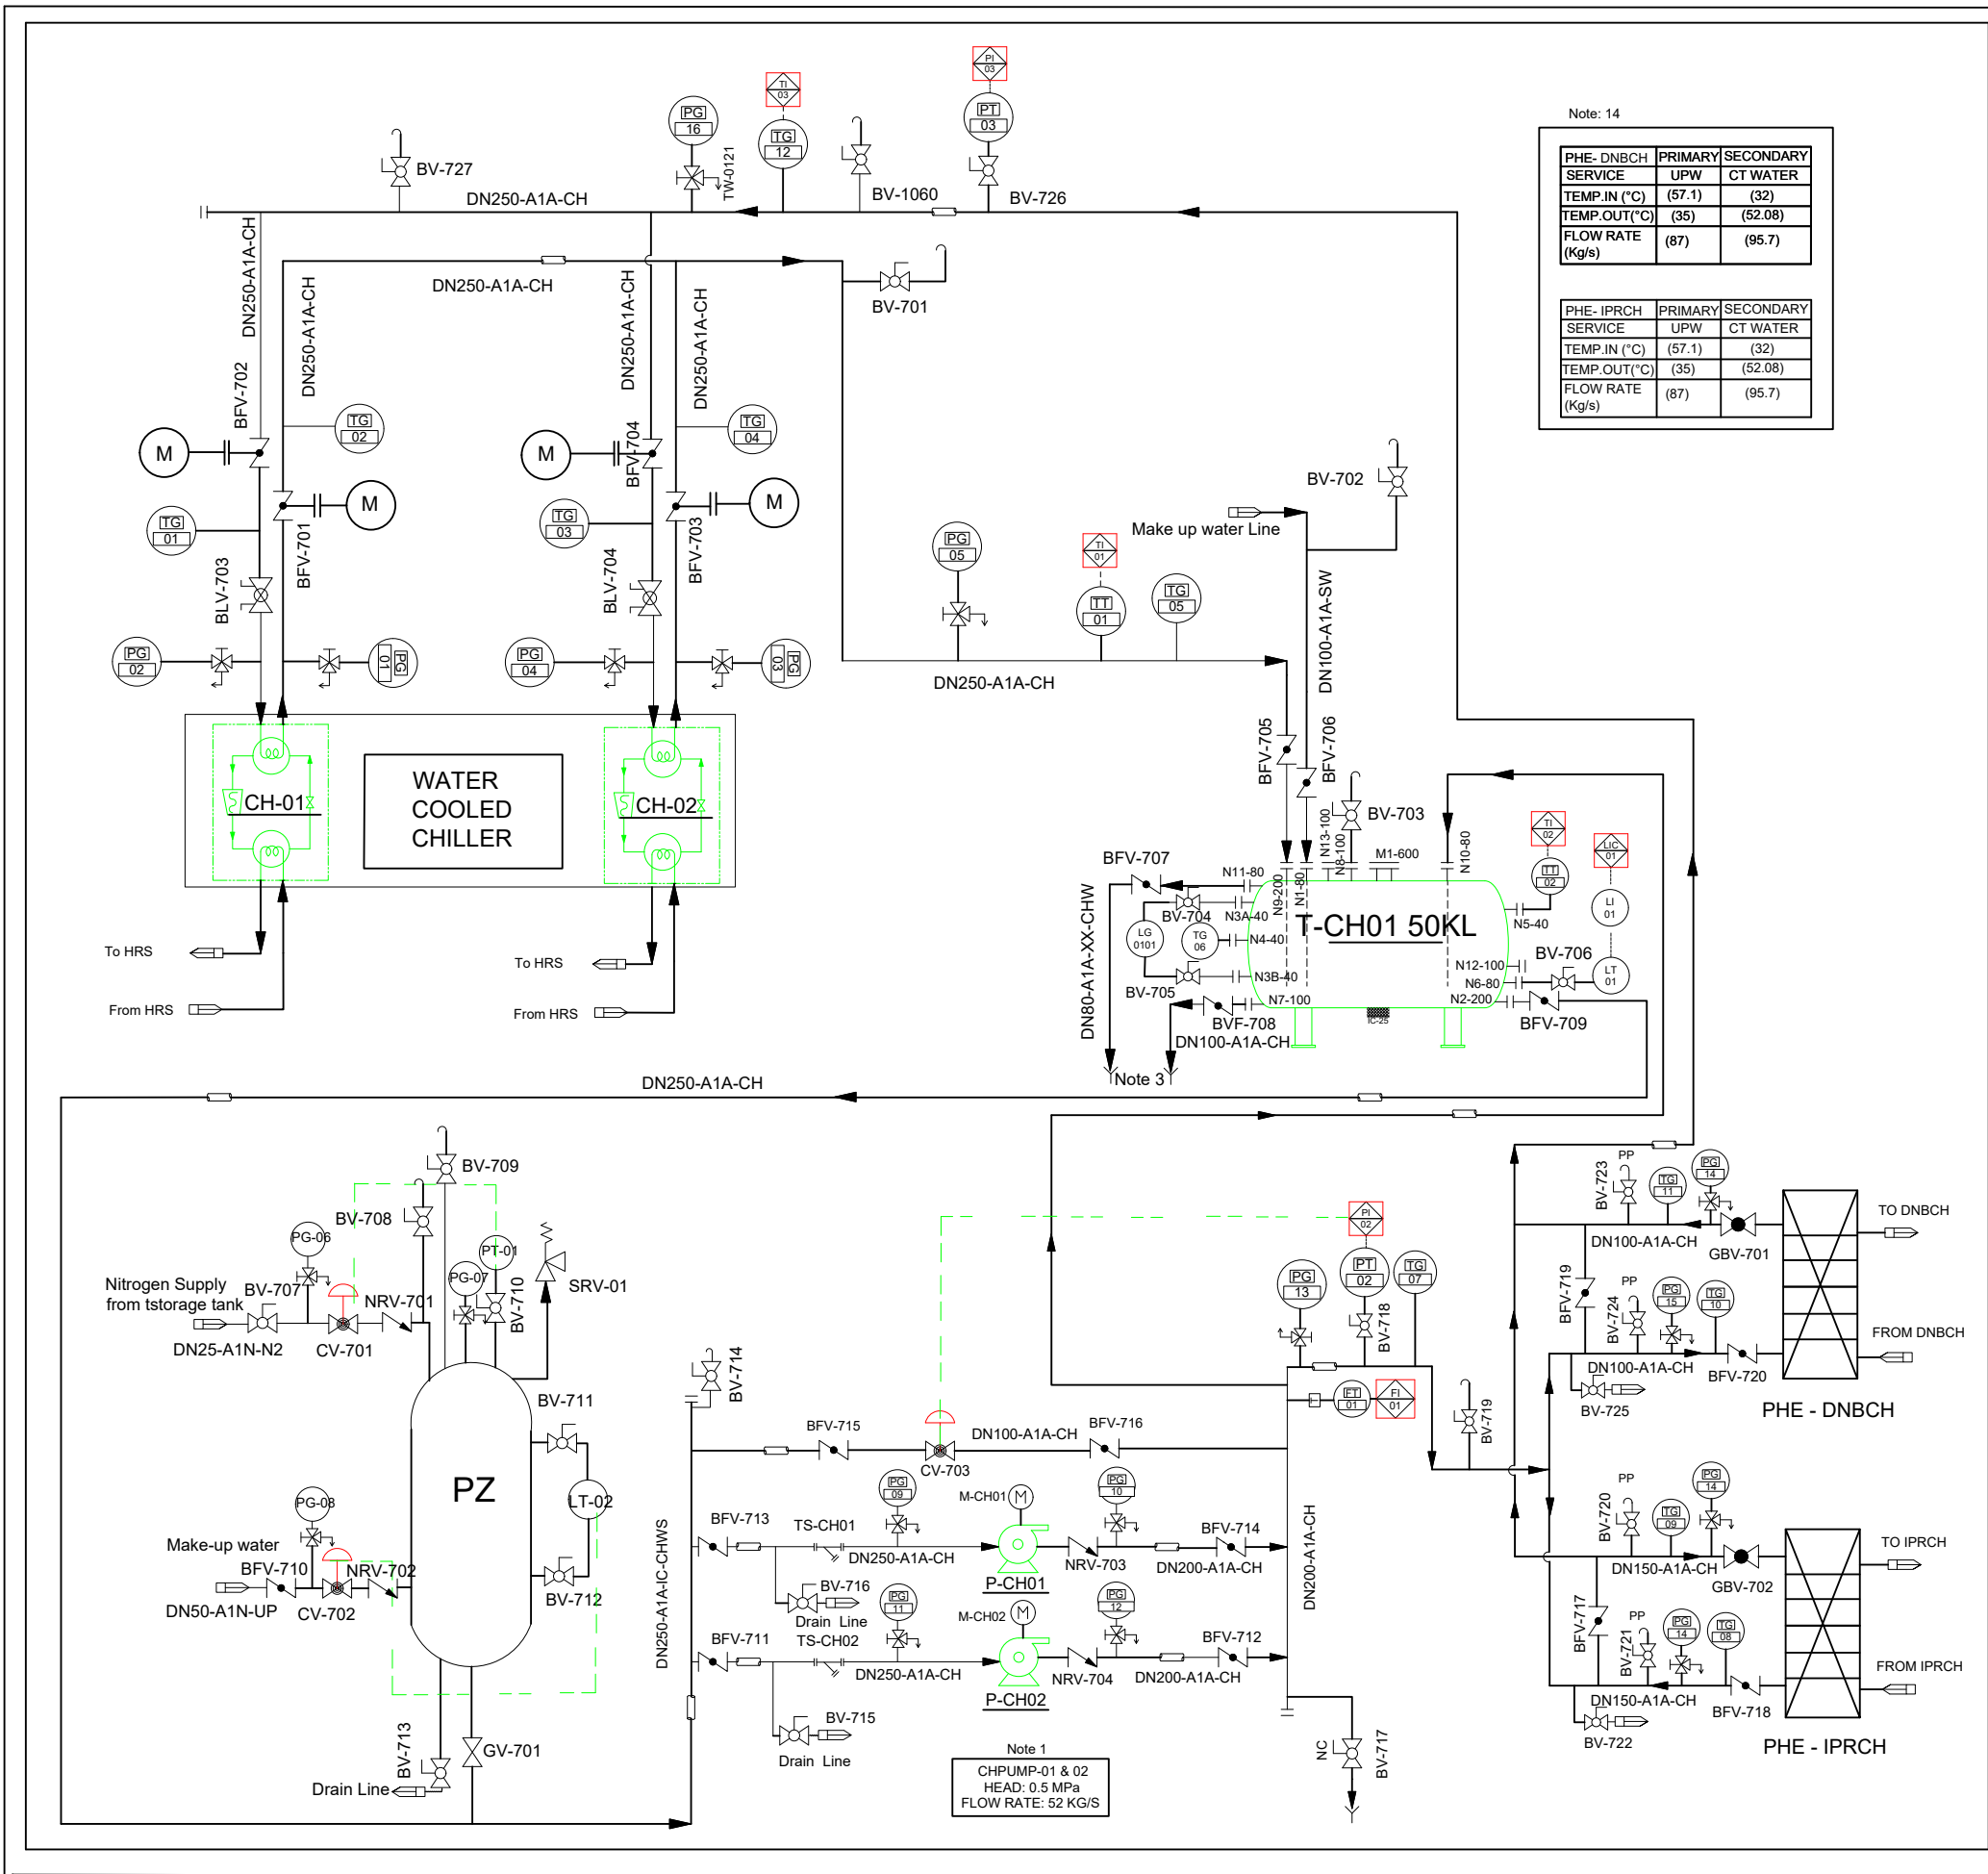 PI
03
TI
03
PG
16
TG
12
PT
03
TW-0121
BV-727
BV-1060
BV-726
DN250-A1A-CH
Note: 14
PHE- DNBCH PRIMARY SECONDARY
SERVICE UPW CT WATER
TEMP.IN (°C) (57.1) (32)
TEMP.OUT(°C) (35) (52.08)
FLOW RATE (87) (95.7)
(Kg/s)
PHE- IPRCH PRIMARY SECONDARY
SERVICE UPW CT WATER
TEMP.IN (°C) (57.1) (32)
TEMP.OUT(°C) (35) (52.08)
FLOW RATE (87) (95.7)
(Kg/s)
DN250-A1A-CH
DN250-A1A-CH
DN250-A1A-CH
DN250-A1A-CH
DN250-A1A-CH
BV-701
BFV-702
BFV-704
TG
02
TG
04
M
M
M
M
TG
01
TG
03
BFV-701
BFV-703
BLV-703
BLV-704
PG
02
PG
01
PG
04
PG
03
BV-702
Make up water Line
PG
05
TI
01
TT
01
TG
05
DN250-A1A-CH
DN100-A1A-SW
BFV-705
BFV-706
WATER
COOLED
CHILLER
CH-01
CH-02
To HRS
From HRS
To HRS
From HRS
BV-703
N13-100
N8-100
M1-600
N10-80
TI
02
LIC
01
TT
02
LI
01
LT
01
BFV-707
N11-80
N9-200
N1-80
BV-704
N3A-40
LG
0101
TG
06
N4-40
T-CH01 50KL
N5-40
BV-706
N12-100
N6-80
N2-200
BV-705
N3B-40
N7-100
BVF-708
DN100-A1A-CH
IC-25
BFV-709
DN80-A1A-XX-CHW
Note 3
DN250-A1A-CH
BV-709
BV-708
PG-06
PT-01
PG-07
BV-710
SRV-01
Nitrogen Supply
from tstorage tank
BV-707
NRV-701
DN25-A1N-N2
CV-701
BV-711
PZ
LT-02
PG-08
Make-up water
BFV-710
NRV-702
DN50-A1N-UP
CV-702
BV-712
BV-713
GV-701
Drain Line
BV-714
DN250-A1A-IC-CHWS
BFV-715
DN100-A1A-CH
BFV-716
CV-703
PG
09
M-CH01
M
PG
10
BFV-713
TS-CH01
DN250-A1A-CH
BFV-714
NRV-703
DN200-A1A-CH
P-CH01
BV-716
Drain Line
PG
11
M-CH02
M
PG
12
BFV-711
TS-CH02
DN250-A1A-CH
BFV-712
NRV-704
DN200-A1A-CH
P-CH02
BV-715
Drain Line
Note 1
CHPUMP-01 & 02
HEAD: 0.5 MPa
FLOW RATE: 52 KG/S
DN200-A1A-CH
PI
02
PG
13
PT
02
TG
07
BV-718
FT
01
FI
01
BV-719
NC
BV-717
BV-723
PP
TG
11
PG
14
TO DNBCH
DN100-A1A-CH
GBV-701
BFV-719
BV-724
PP
PG
15
TG
10
FROM DNBCH
DN100-A1A-CH
BFV-720
BV-725
PHE - DNBCH
BV-720
PP
TG
09
PG
14
TO IPRCH
DN150-A1A-CH
GBV-702
BFV-717
BV-721
PP
PG
14
TG
08
FROM IPRCH
DN150-A1A-CH
BFV-718
BV-722
PHE - IPRCH